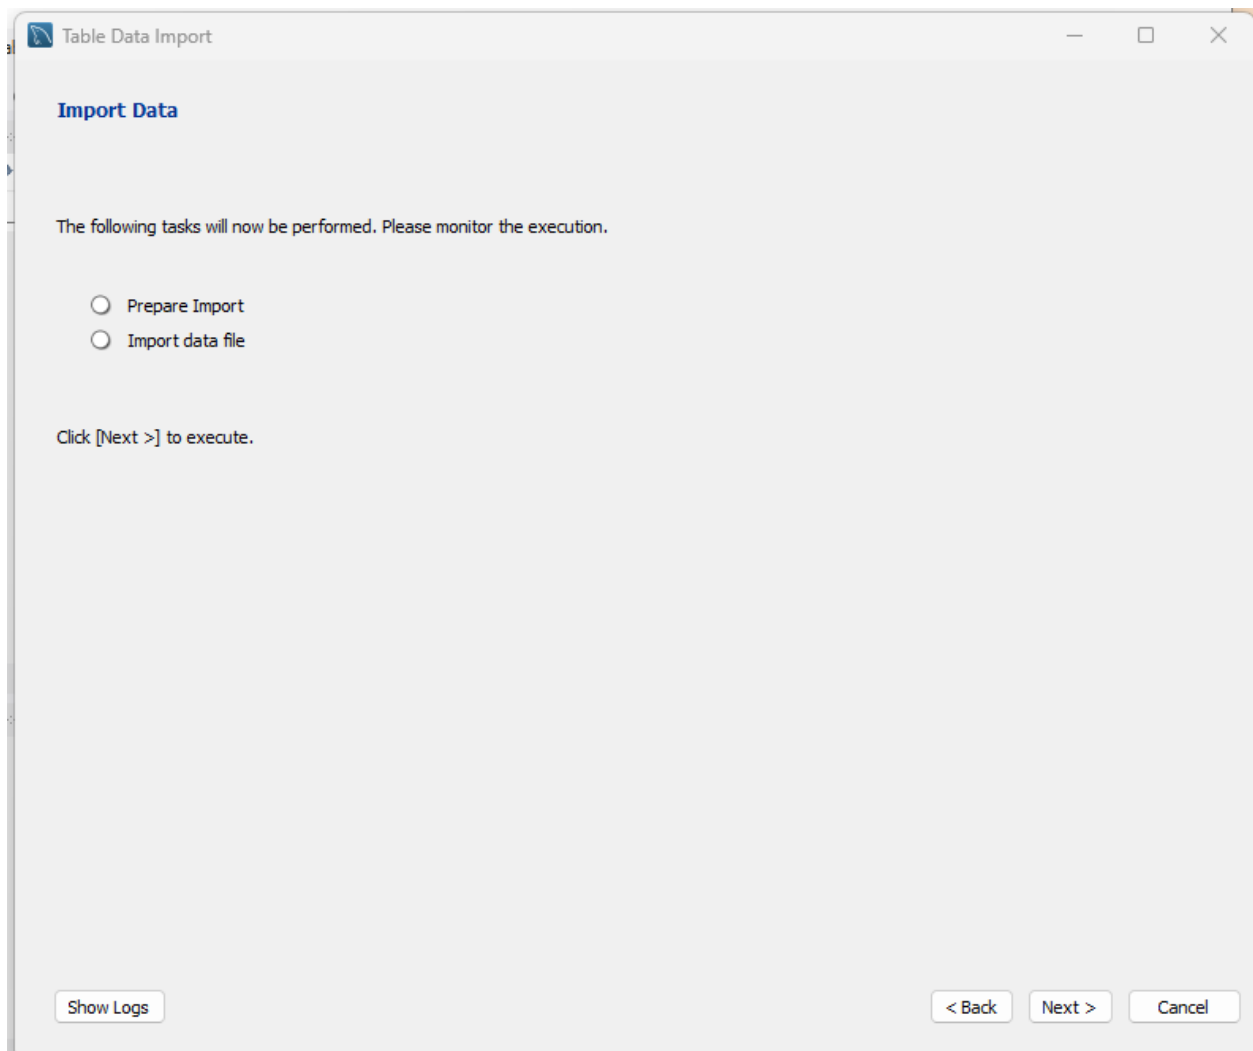 Table Data Import
Import Data
The following tasks will now be performed. Please monitor the execution.
Prepare Import
Import data file
Click [Next >] to execute.
Show Logs
< Back
Next >
Cancel